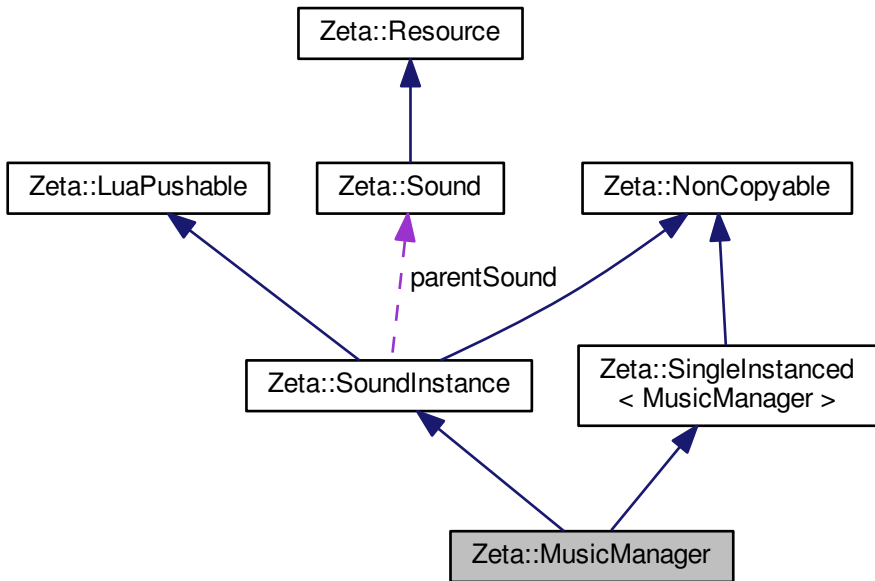 Zeta::Resource
Zeta::LuaPushable
Zeta::Sound
Zeta::NonCopyable
parentSound
Zeta::SoundInstance
Zeta::SingleInstanced
< MusicManager >
Zeta::MusicManager